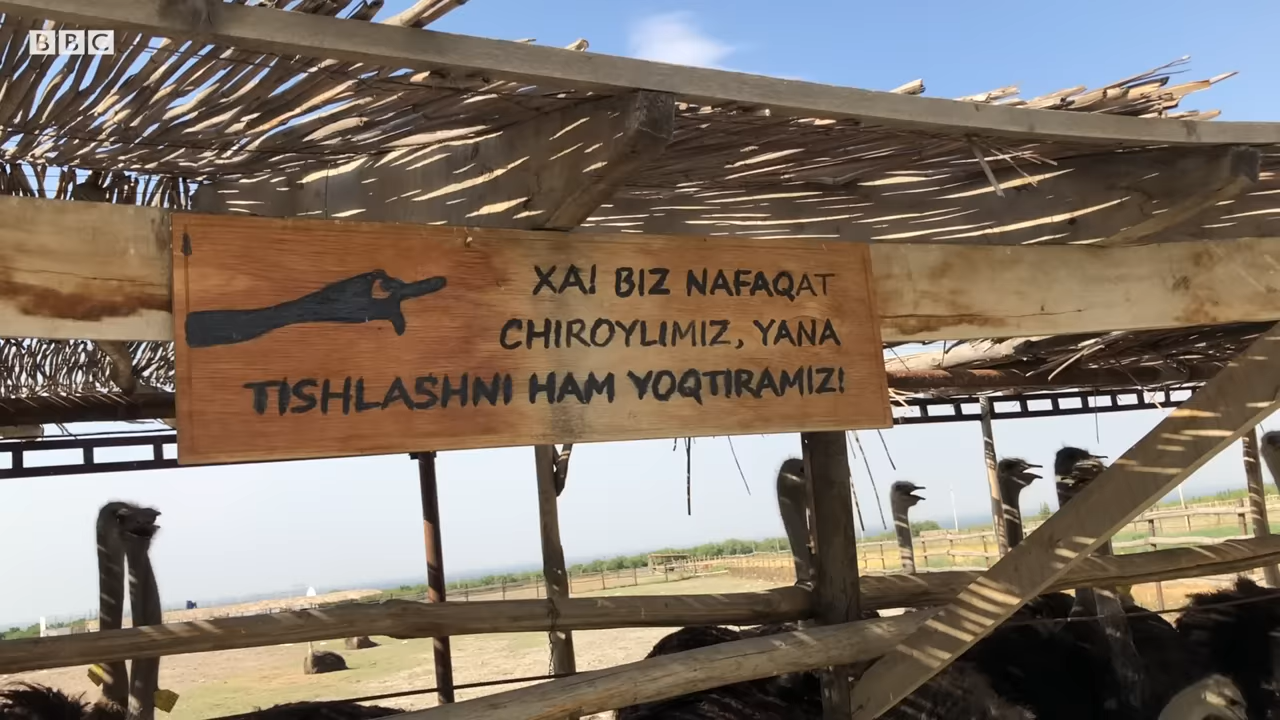 BBC
XA! BIZ NAFAQAT
CHIROYLIMIZ, YANA
TISHLASHNI HAM YOQTIRAMIZ!